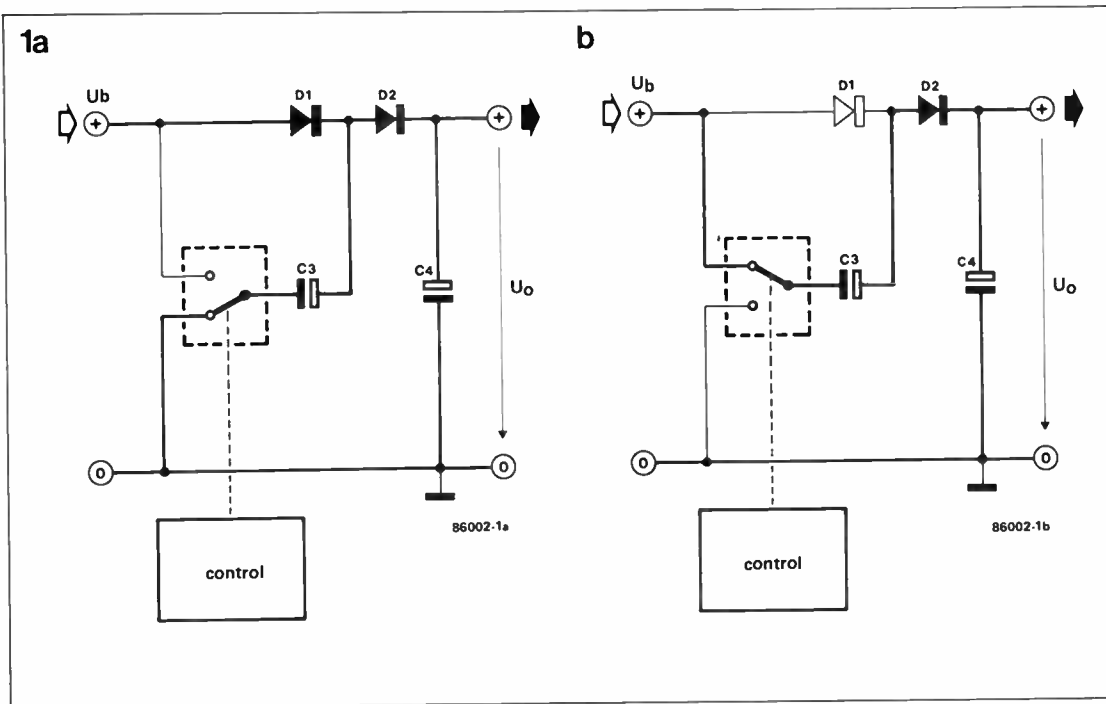 1a
b
Ub
D1
D2
+
+
C3
C4
Uo
0
0
86002-1a
control
Ub
D1
D2
+
+
C3
C4
Uo
0
0
86002-1b
control